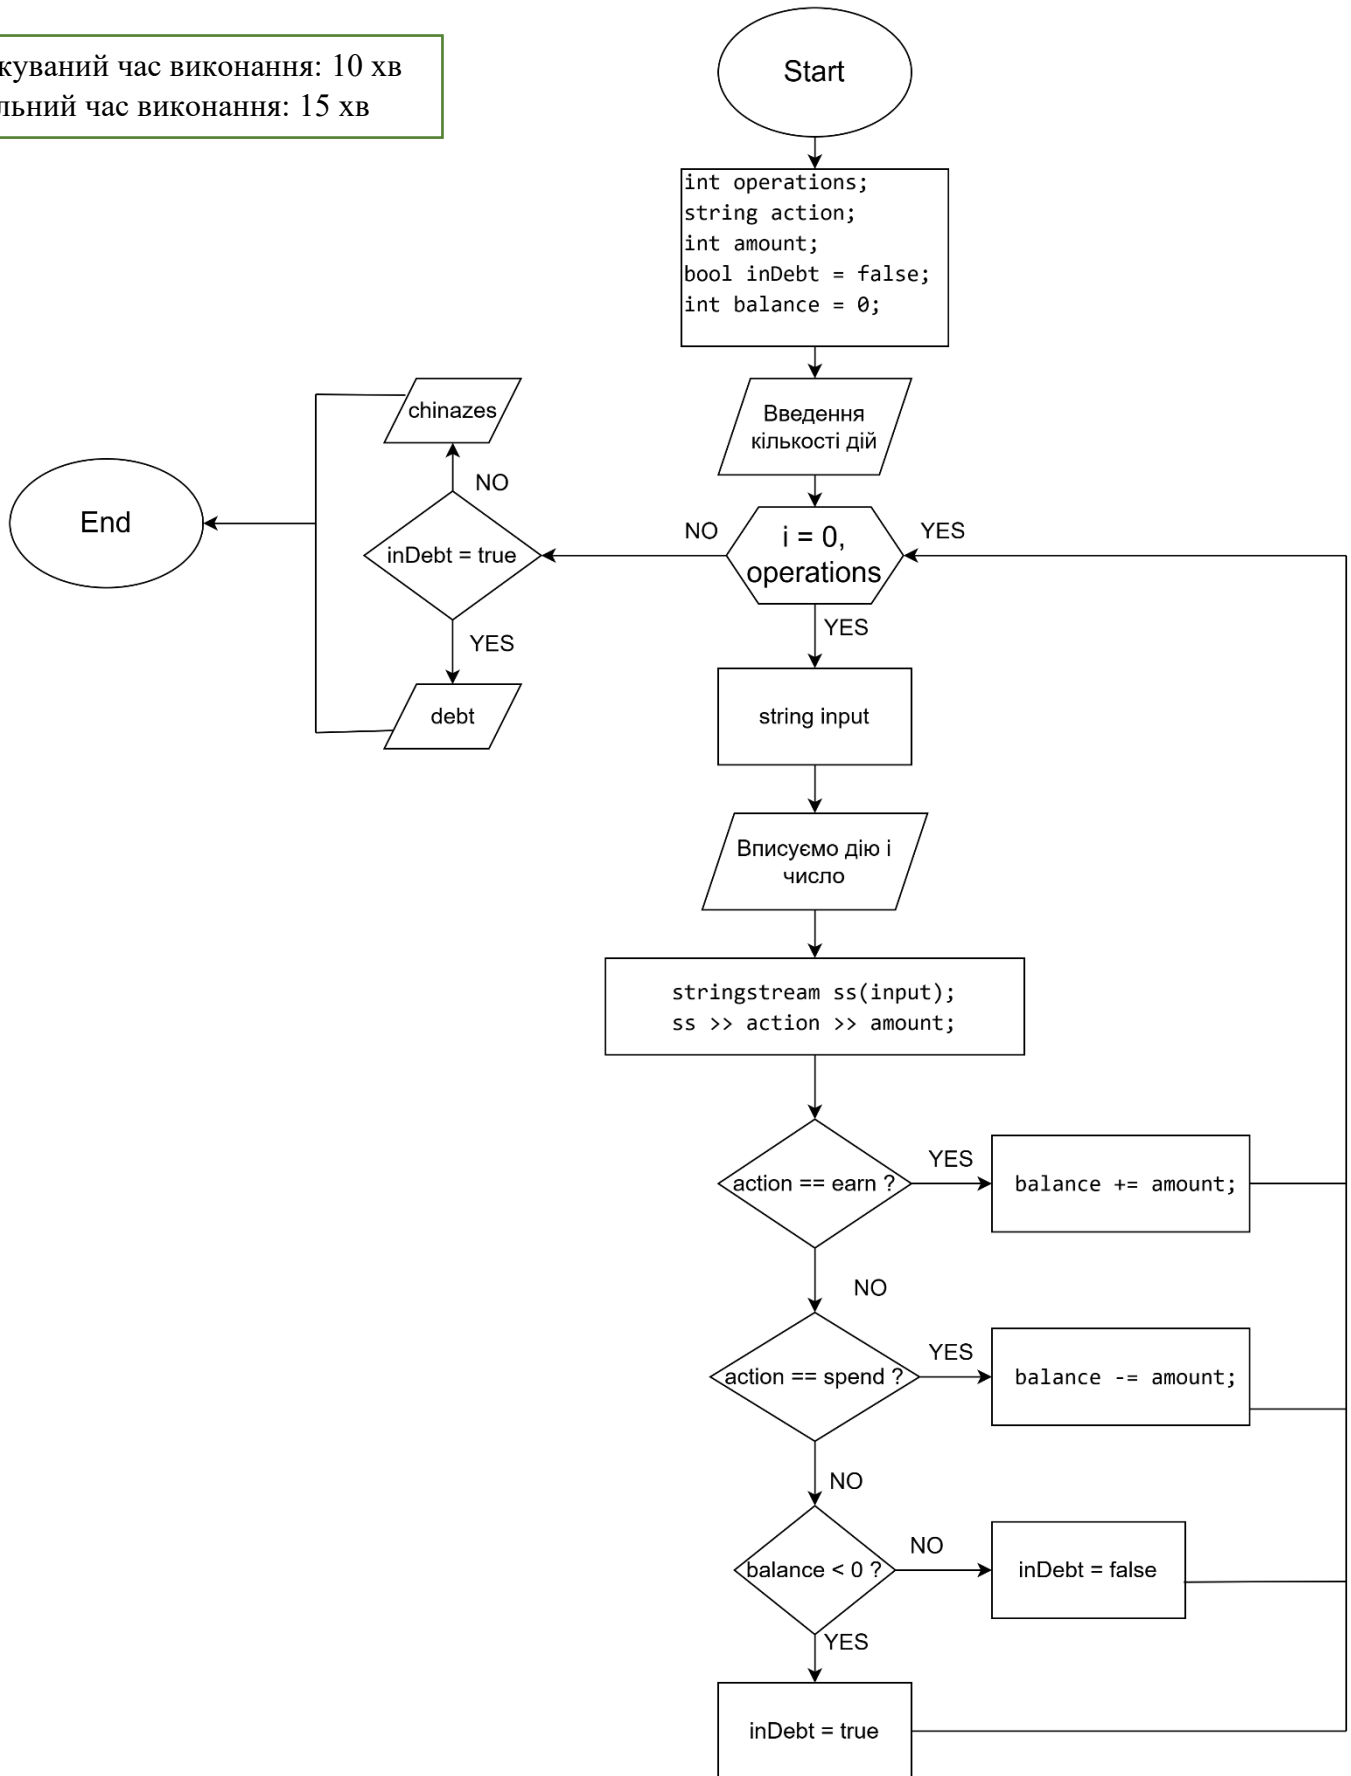 час виконання: 10 хв
час виконання: 15 хв
Start
int operations;
string action;
int amount;
bool inDebt = false;
int balance = 0;
Введення
кількості дій
i = 0,
operations
NO
YES
YES
inDebt = true
NO
YES
chinazes
debt
End
string input
Вписуємо дію і
число
stringstream ss(input);
ss >> action >> amount;
action == earn ?
YES
balance += amount;
NO
action == spend ?
YES
balance -= amount;
NO
balance < 0 ?
NO
inDebt = false
YES
inDebt = true